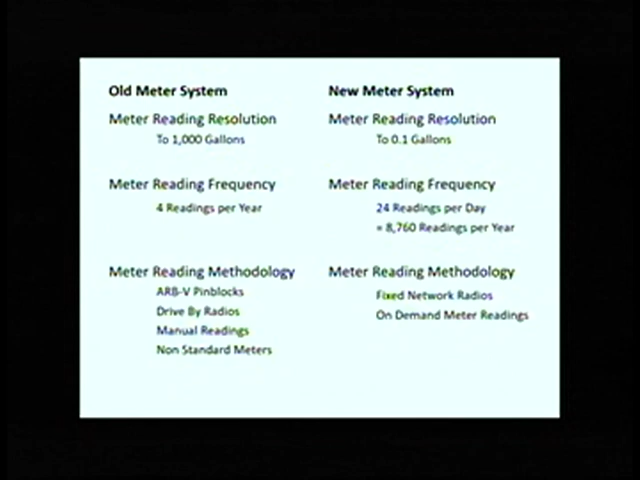 Old Meter System
Meter Reading Resolution
To 1,000 Gallons
Meter Reading Frequency
4 Readings per Year
Meter Reading Methodology
ARB-V Pinblocks
Drive By Radios
Manual Readings
Non Standard Meters
New Meter System
Meter Reading Resolution
To 0.1 Gallons
Meter Reading Frequency
24 Readings per Day
= 8,760 Readings per Year
Meter Reading Methodology
Fixed Network Radios
On Demand Meter Readings